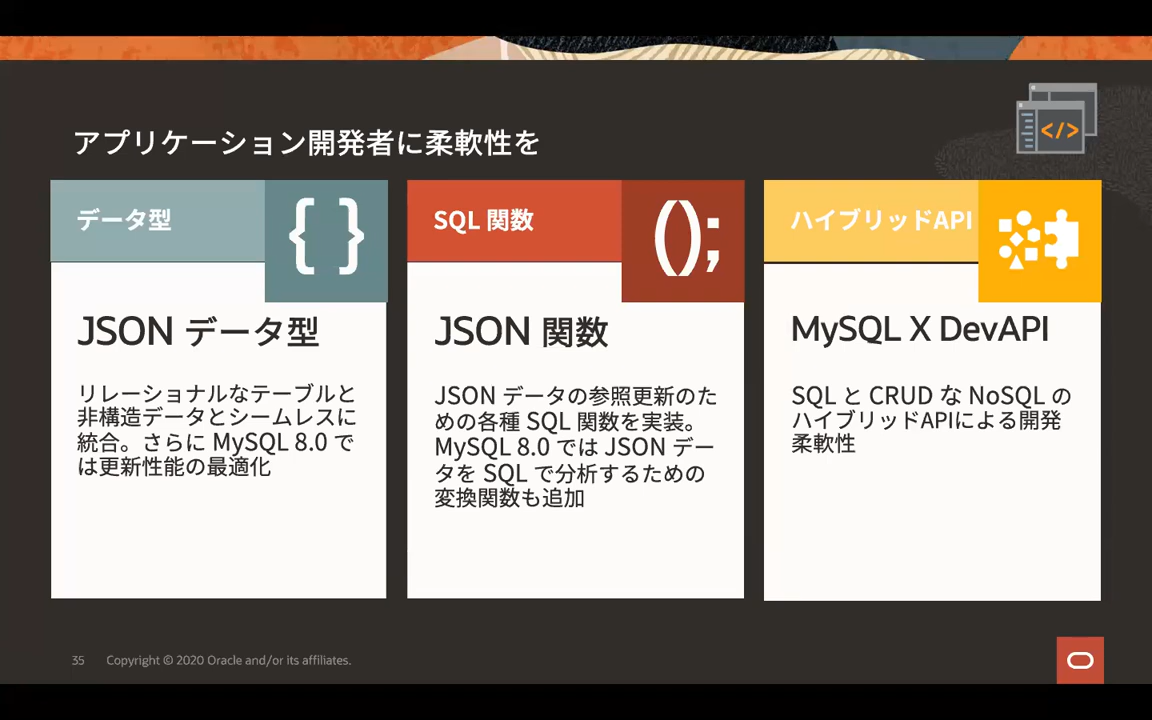 アプリケーション開発者に柔軟性を
</>
データ型
{ }
JSON データ型
リレーショナルなテーブルと
非構造データとシームレスに
統合。さらに MySQL 8.0 で
は更新性能の最適化
SQL 関数
();
JSON 関数
JSON データの参照更新のた
めの各種 SQL 関数を実装。
MySQL 8.0 では JSON デー
タを SQL で分析するための
変換関数も追加
ハイブリッドAPI
MySQL X DevAPI
SQL と CRUD な NoSQL の
ハイブリッドAPIによる開発
柔軟性
35 Copyright © 2020 Oracle and/or its affiliates.